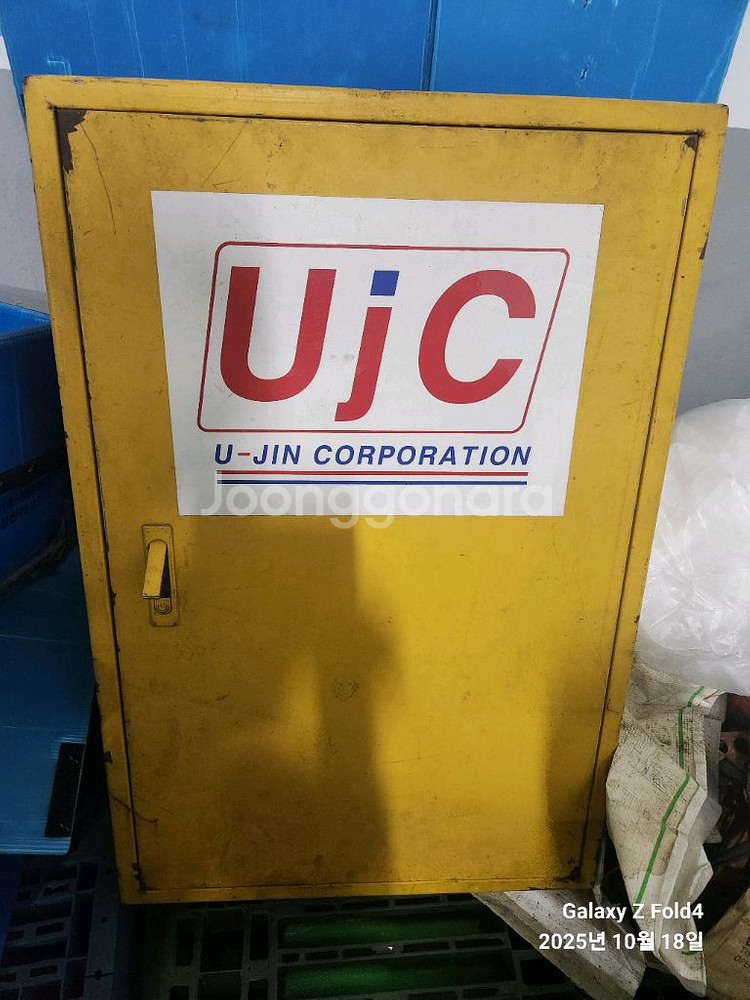 UjC
U-JIN CORPORATION
Joonggonara
Galaxy Z Fold4
2025년 10월 18일